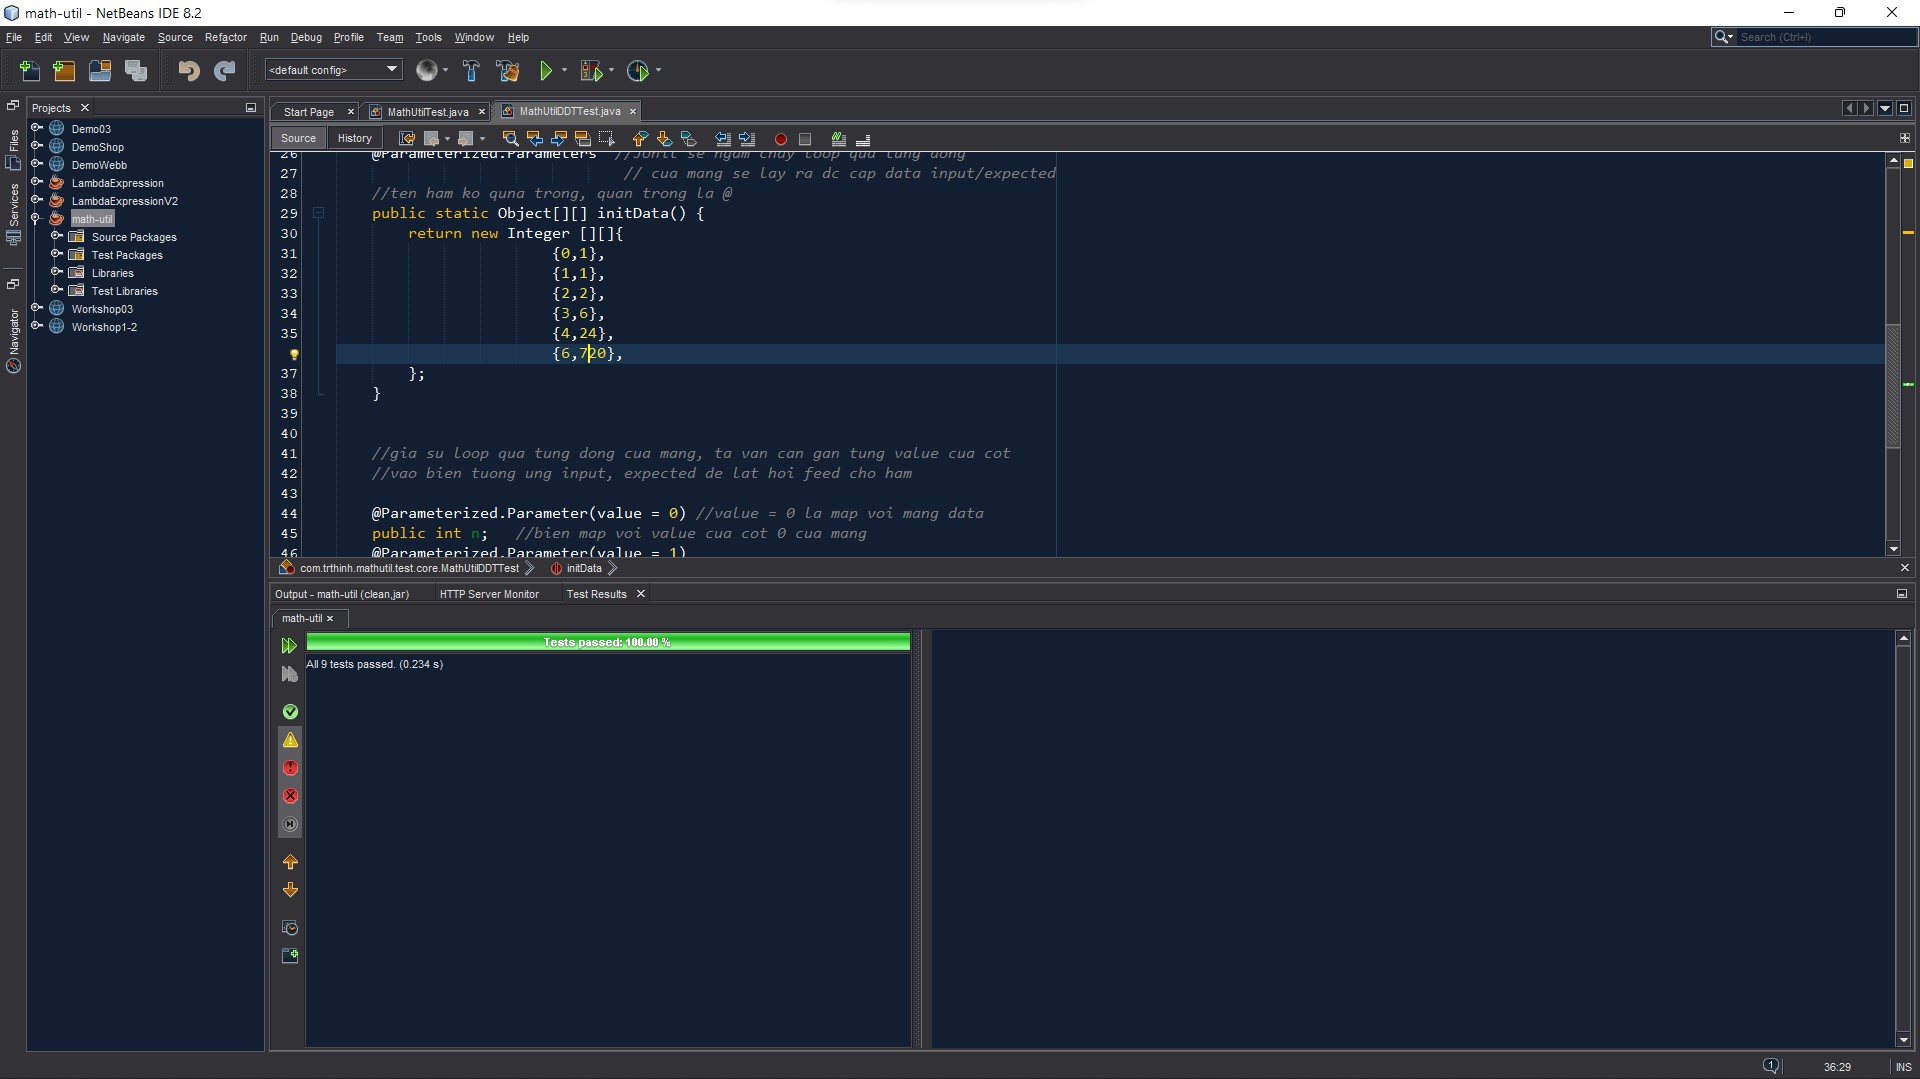 math-util - NetBeans IDE 8.2
File Edit View Navigate Source Refactor Run Debug Profile Team Tools Window Help
Search (Ctrl+I)
<default config>
Files
Services
Navigator
Projects
Demo03
DemoShop
DemoWebb
LambdaExpression
LambdaExpressionV2
math-util
Source Packages
Test Packages
Libraries
Test Libraries
Workshop03
Workshop1-2
Start Page MathUtilTest.java MathUtilDDTTest.java
Source History
26 @Parameterized.Parameters //JUnit se ngam chay loop qua tung dong
27 // cua mang se lay ra dc cap data input/expected
28 //ten ham ko quna trong, quan trong la @
29 public static Object[][] initData() {
30 return new Integer [][]{
31 {0,1},
32 {1,1},
33 {2,2},
34 {3,6},
35 {4,24},
{6,720},
37 };
38 }
39
40
41 //gia su loop qua tung dong cua mang, ta van can gan tung value cua cot
42 //vao bien tuong ung input, expected de lat hoi feed cho ham
43
44 @Parameterized.Parameter(value = 0) //value = 0 la map voi mang data
45 public int n; //bien map voi value cua cot 0 cua mang
46 @Parameterized.Parameter(value = 1)
com.trthinh.mathutil.test.core.MathUtilDDTTest initData
Output - math-util (clean,jar) HTTP Server Monitor Test Results
math-util
Tests passed: 100.00 %
All 9 tests passed. (0.234 s)
1
36:29
INS